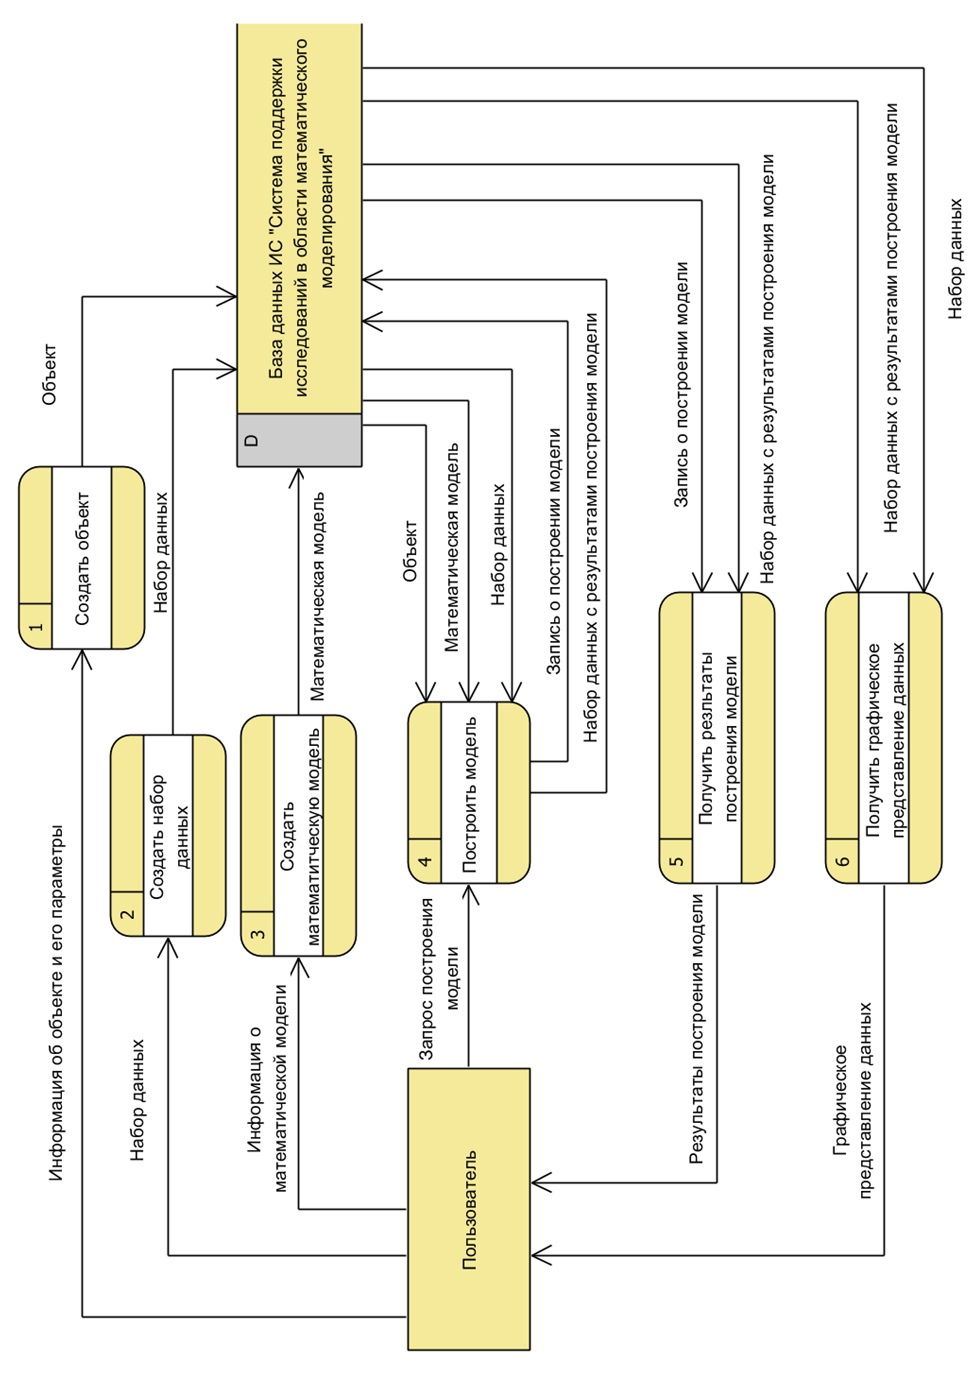 1
Информация об объекте и его параметры
Объект
Создать объект
2
Набор данных
Создать набор
данных
Набор данных
3
Информация о
математической модели
Создать
математитческую модель
Математическая модель
D
База данных ИС "Система поддержки
исследований в области математического
моделирования"
Пользователь
Запрос построения
модели
4
Построить модель
Объект
Математическая модель
Набор данных
Запись о построении модели
Набор данных с результатами построения модели
5
Получить резльтаты
построения модели
Результаты построения модели
Запись о построении модели
Набор данных с результатами построения модели
6
Получить графическое
представление данных
Графическое
представление данных
Набор данных с результатами построения модели
Набор данных